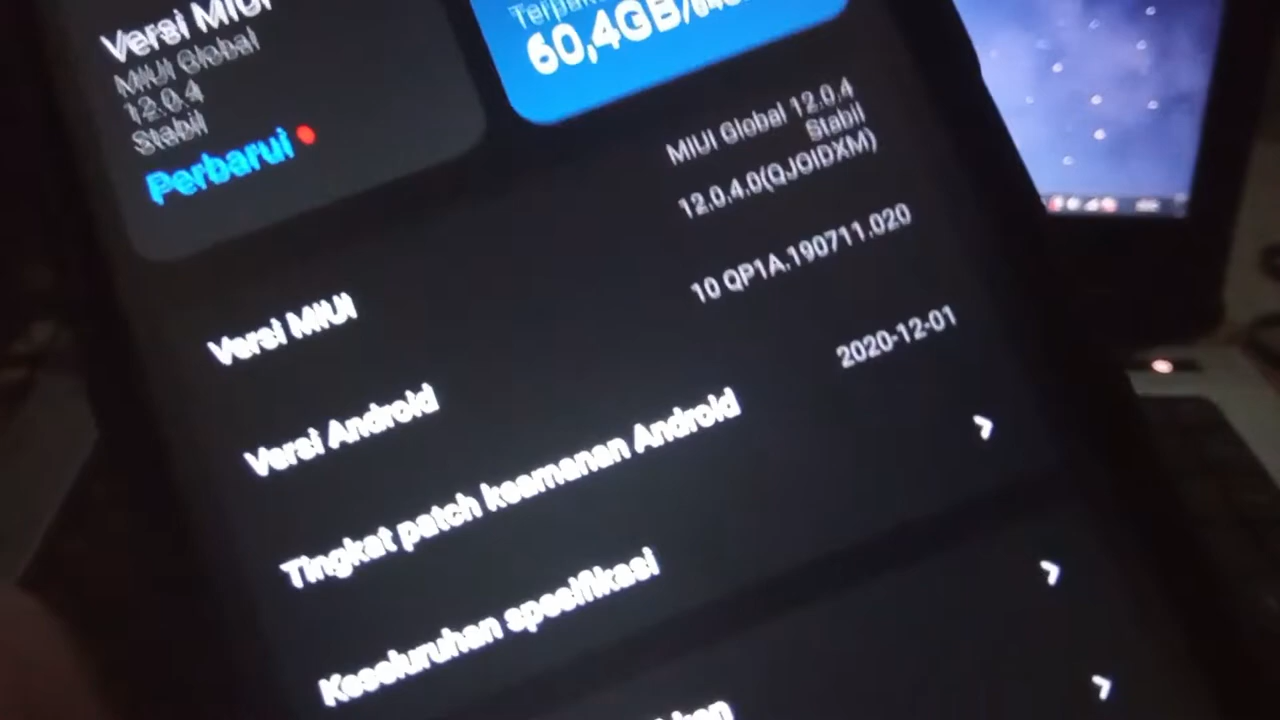 Versi MIUI
MIUI Global
12.0.4
Stabil
Perbarui
60,4GB/
Versi MIUI
MIUI Global 12.0.4
Stabil
12.0.4.0(QJOIDXM)
Versi Android
10 QP1A.190711.020
Tingkat patch keamanan Android
2020-12-01
Keseluruhan spesifikasi